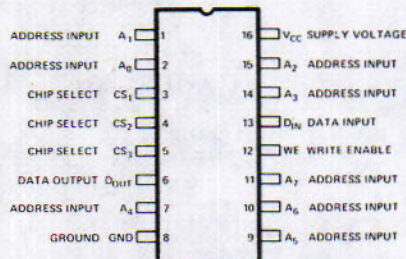 ADDRESS INPUT A₁ 1 16 VCC SUPPLY VOLTAGE
ADDRESS INPUT A₀ 2 15 A₂ ADDRESS INPUT
CHIP SELECT CS₁ 3 14 A₃ ADDRESS INPUT
CHIP SELECT CS₂ 4 13 DIN DATA INPUT
CHIP SELECT CS₃ 5 12 WE WRITE ENABLE
DATA OUTPUT DOUT 6 11 A₇ ADDRESS INPUT
ADDRESS INPUT A₄ 7 10 A₆ ADDRESS INPUT
GROUND GND 8 9 A₅ ADDRESS INPUT